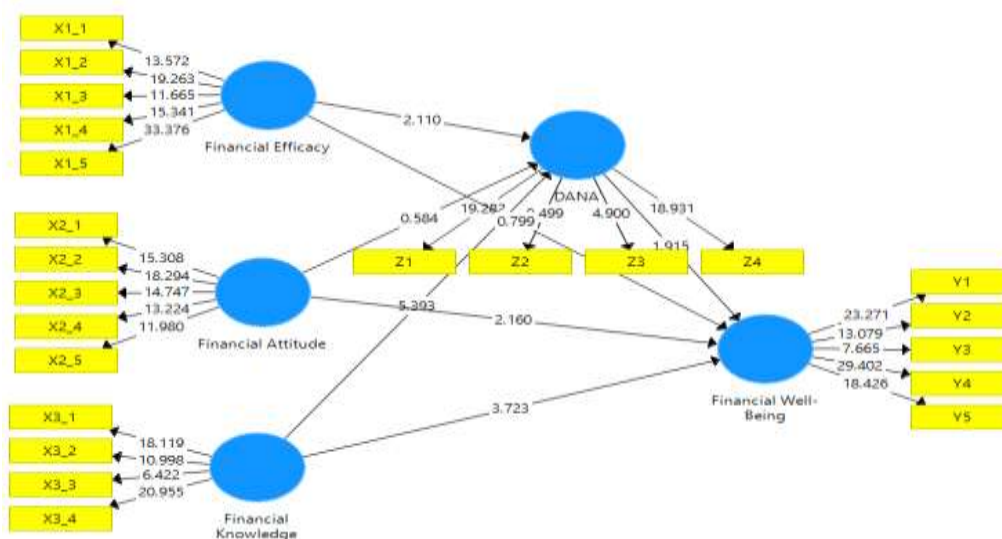 X1_1
X1_2
X1_3
X1_4
X1_5
13.572
19.263
11.665
15.341
33.376
Financial Efficacy
2.110
DANA
X2_1
X2_2
X2_3
X2_4
X2_5
15.308
18.294
14.747
13.224
11.980
Financial Attitude
0.584
0.799
4.900
18.931
1.915
Z1
Z2
Z3
Z4
5.393
2.160
3.723
X3_1
X3_2
X3_3
X3_4
18.119
10.998
6.422
20.955
Financial
Knowledge
Financial Well-
Being
23.271
13.079
7.665
29.402
18.426
Y1
Y2
Y3
Y4
Y5